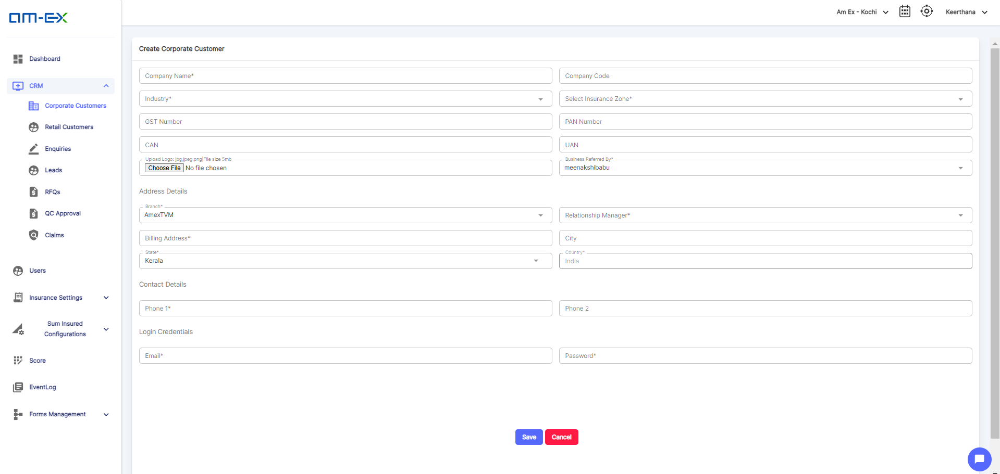 am-ex
Am Ex - Kochi
Keerthana
Dashboard
CRM
Corporate Customers
Retail Customers
Enquiries
Leads
RFQs
QC Approval
Claims
Users
Insurance Settings
Sum Insured
Configurations
Score
EventLog
Forms Management
Create Corporate Customer
Company Name*
Company Code
Industry*
Select Insurance Zone*
GST Number
PAN Number
CAN
UAN
Upload Logo: jpg,jpeg,png|File size 5mb
Choose File No file chosen
Business Referred By*
meenakshibabu
Address Details
Branch*
AmexTVM
Relationship Manager*
Billing Address*
City
State*
Kerala
Country*
India
Contact Details
Phone 1*
Phone 2
Login Credentials
Email*
Password*
Save
Cancel